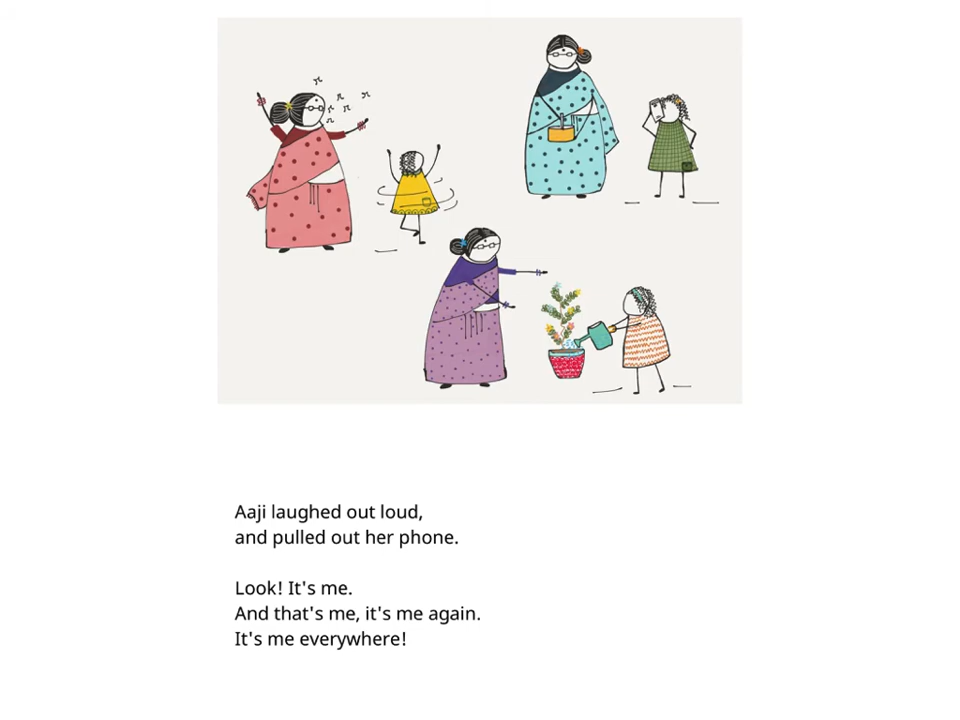 Aaji laughed out loud,
and pulled out her phone.
Look! It's me.
And that's me, it's me again.
It's me everywhere!